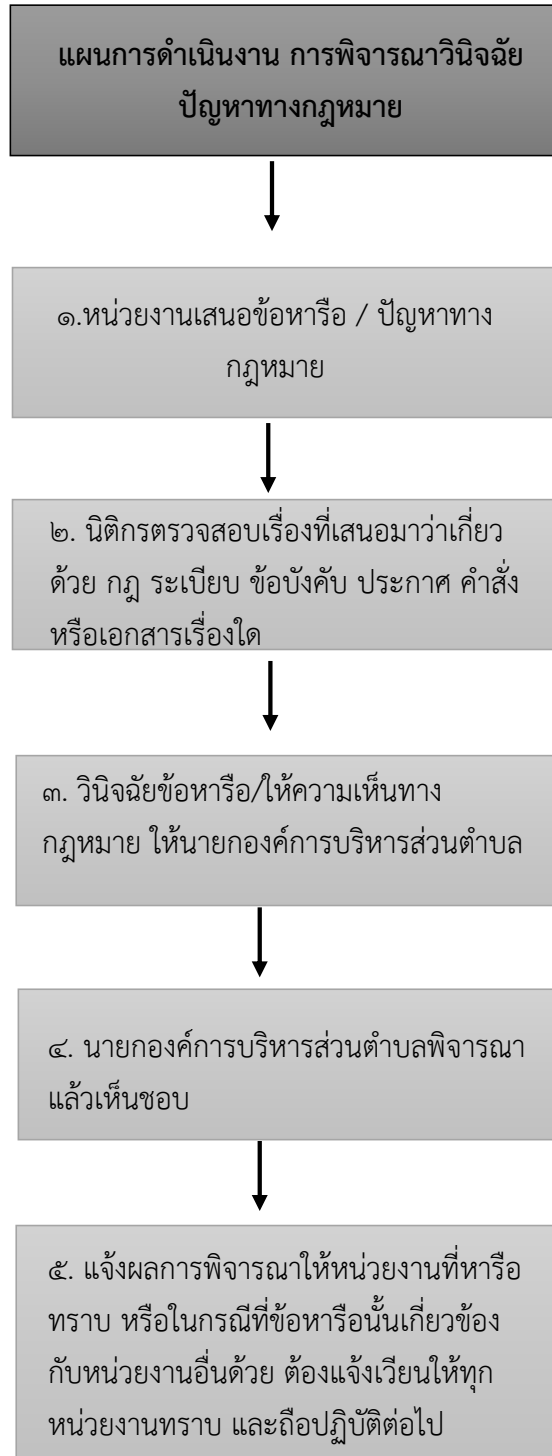 แผนการดำเนินงาน การพิจารณาวินิจฉัย
ปัญหาทางกฎหมาย
๑.หน่วยงานเสนอข้อหารือ / ปัญหาทาง
กฎหมาย
๒. นิติกรตรวจสอบเรื่องที่เสนอมาว่าเกี่ยว
ด้วย กฎ ระเบียบ ข้อบังคับ ประกาศ คำสั่ง
หรือเอกสารเรื่องใด
๓. วินิจฉัยข้อหารือ/ให้ความเห็นทาง
กฎหมาย ให้นายกองค์การบริหารส่วนตำบล
๔. นายกองค์การบริหารส่วนตำบลพิจารณา
แล้วเห็นชอบ
๕. แจ้งผลการพิจารณาให้หน่วยงานที่หารือ
ทราบ หรือในกรณีที่ข้อหารือนั้นเกี่ยวข้อง
กับหน่วยงานอื่นด้วย ต้องแจ้งเวียนให้ทุก
หน่วยงานทราบ และถือปฏิบัติต่อไป